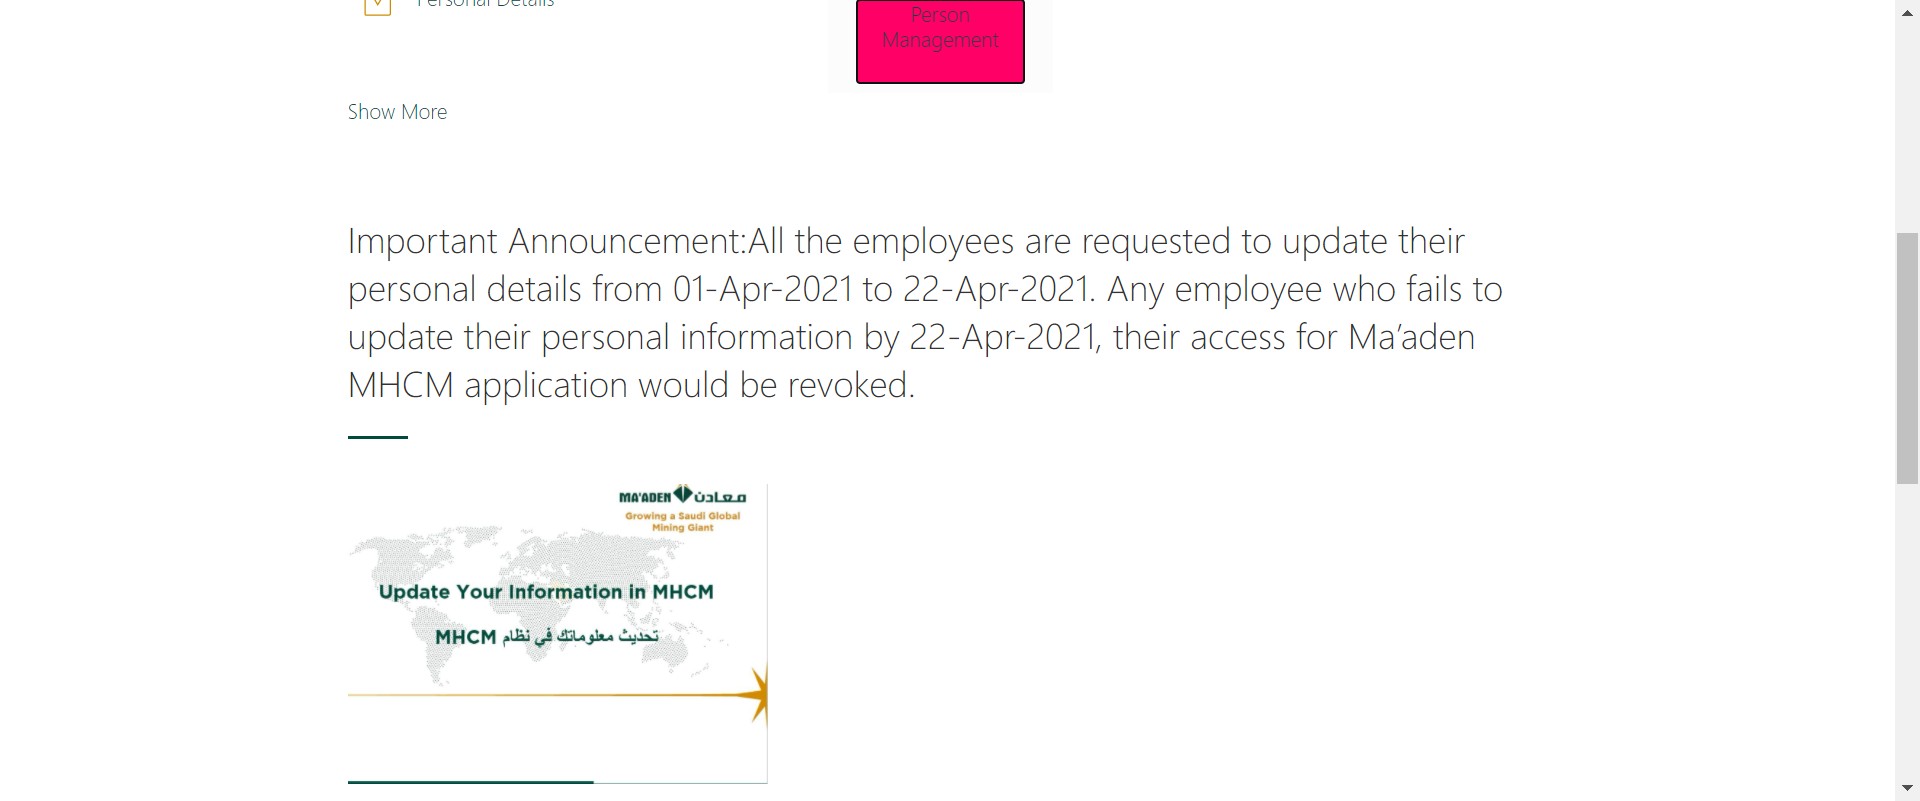 Personal Details
Person
Management
Show More
Important Announcement:All the employees are requested to update their
personal details from 01-Apr-2021 to 22-Apr-2021. Any employee who fails to
update their personal information by 22-Apr-2021, their access for Ma’aden
MHCM application would be revoked.
MA'ADEN معادن
Growing a Saudi Global
Mining Giant
Update Your Information in MHCM
تحديث معلوماتك في نظام MHCM